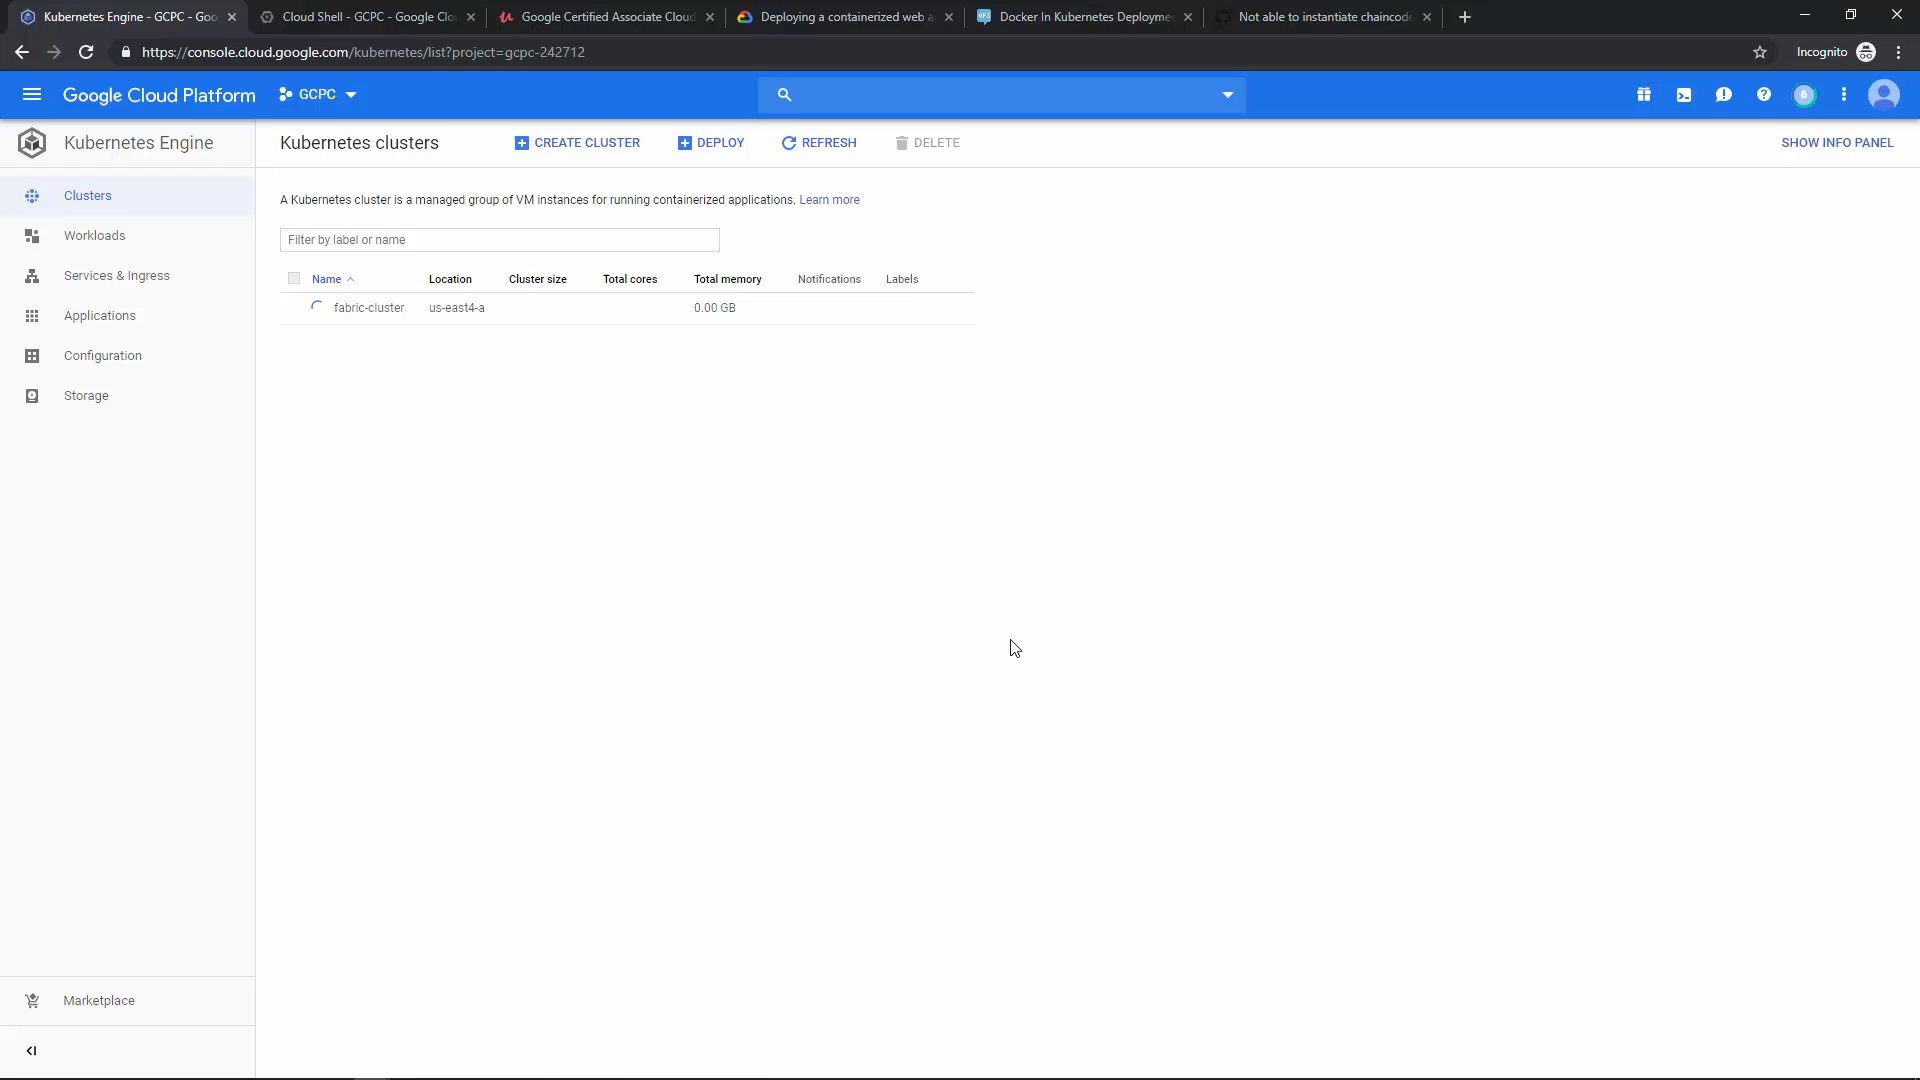 Kubernetes Engine - GCPC - Goo
Cloud Shell - GCPC - Google Clo
Google Certified Associate Cloud
Deploying a containerized web a
Docker In Kubernetes Deployme
Not able to instantiate chaincode
https://console.cloud.google.com/kubernetes/list?project=gcpc-242712
Incognito
Google Cloud Platform
GCPC
6
Kubernetes Engine
Kubernetes clusters
CREATE CLUSTER
DEPLOY
REFRESH
DELETE
SHOW INFO PANEL
Clusters
Workloads
Services & Ingress
Applications
Configuration
Storage
A Kubernetes cluster is a managed group of VM instances for running containerized applications. Learn more
Filter by label or name
Name Location Cluster size Total cores Total memory Notifications Labels
fabric-cluster us-east4-a 0.00 GB
Marketplace